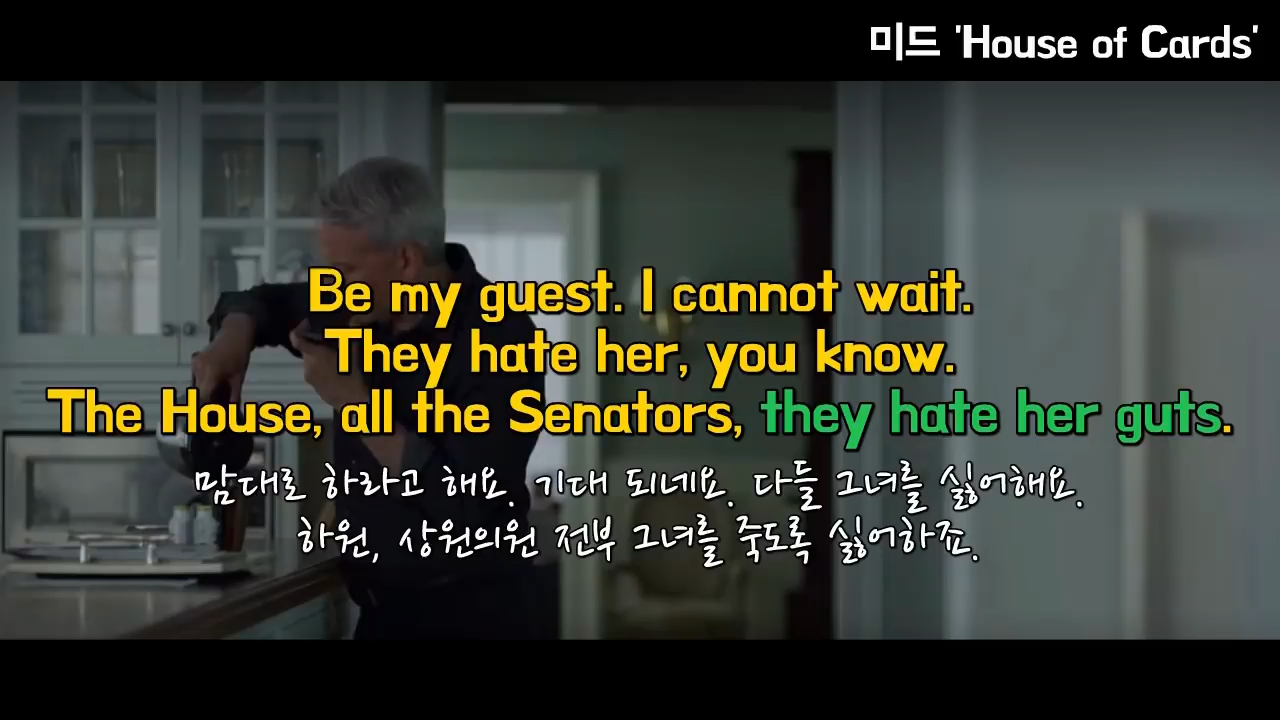 미드 'House of Cards'
Be my guest. I cannot wait.
They hate her, you know.
The House, all the Senators, they hate her guts.
맘대로 하라고 해요. 기대 되네요. 다들 그녀를 싫어해요.
하원, 상원의원 전부 그녀를 죽도록 싫어하죠.